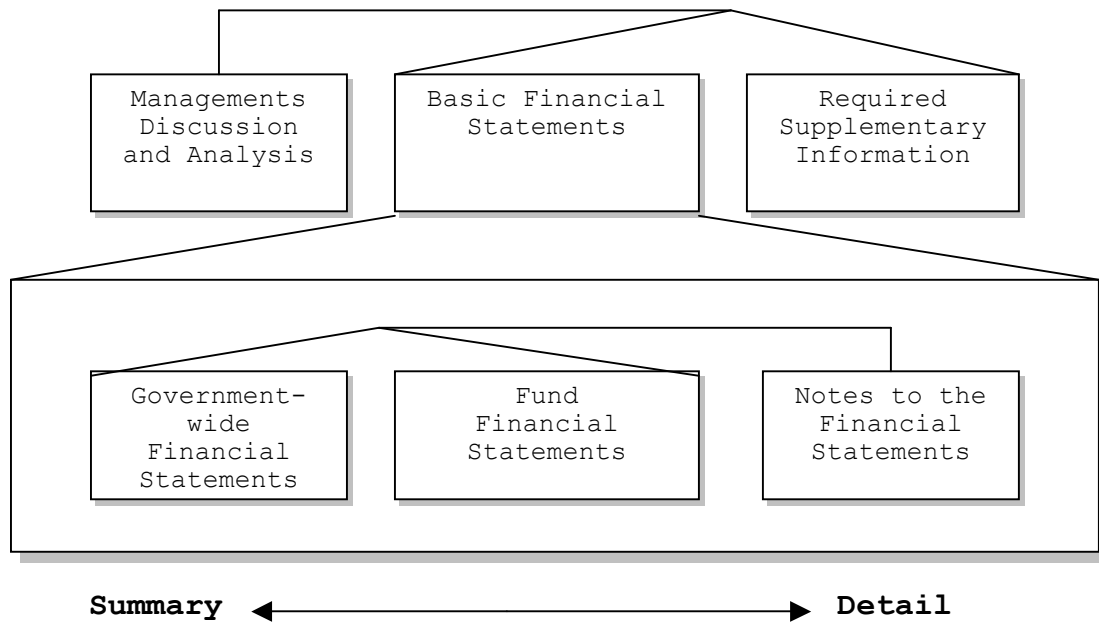 Managements
Discussion
and Analysis
Basic Financial
Statements
Required
Supplementary
Information
Government-
wide
Financial
Statements
Fund
Financial
Statements
Notes to the
Financial
Statements
Summary
Detail